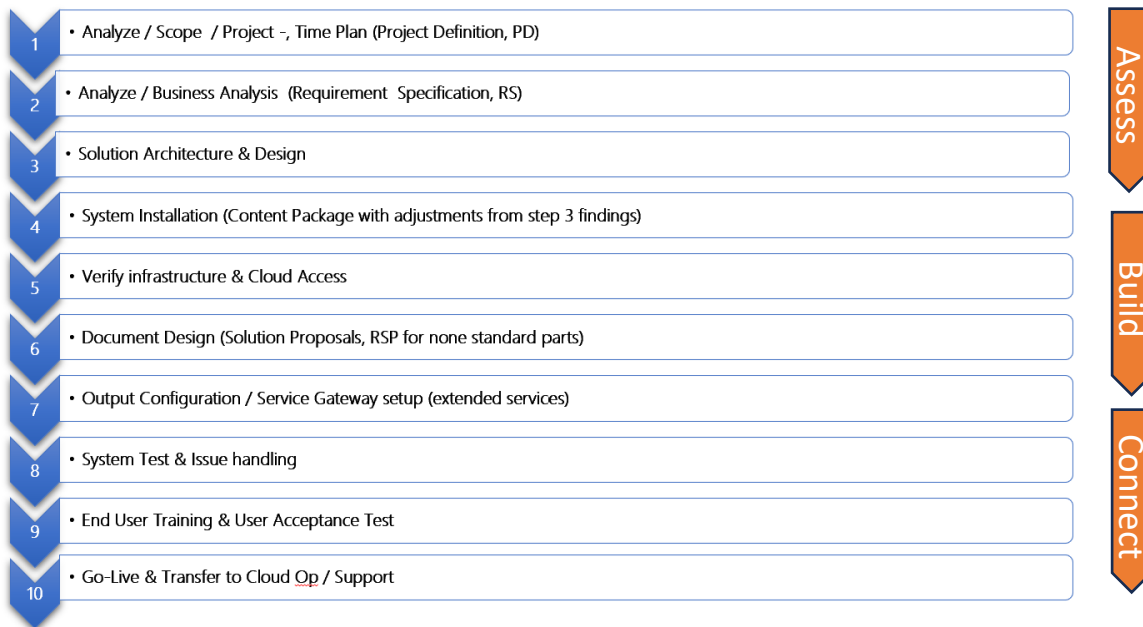 1
• Analyze / Scope  / Project -, Time Plan (Project Definition, PD)
2
• Analyze / Business Analysis  (Requirement  Specification, RS)
3
• Solution Architecture & Design
4
• System Installation (Content Package with adjustments from step 3 findings)
5
• Verify infrastructure & Cloud Access
6
• Document Design (Solution Proposals, RSP for none standard parts)
7
• Output Configuration / Service Gateway setup (extended services)
8
• System Test & Issue handling
9
• End User Training & User Acceptance Test
10
• Go-Live & Transfer to Cloud Op / Support
Assess
Build
Connect